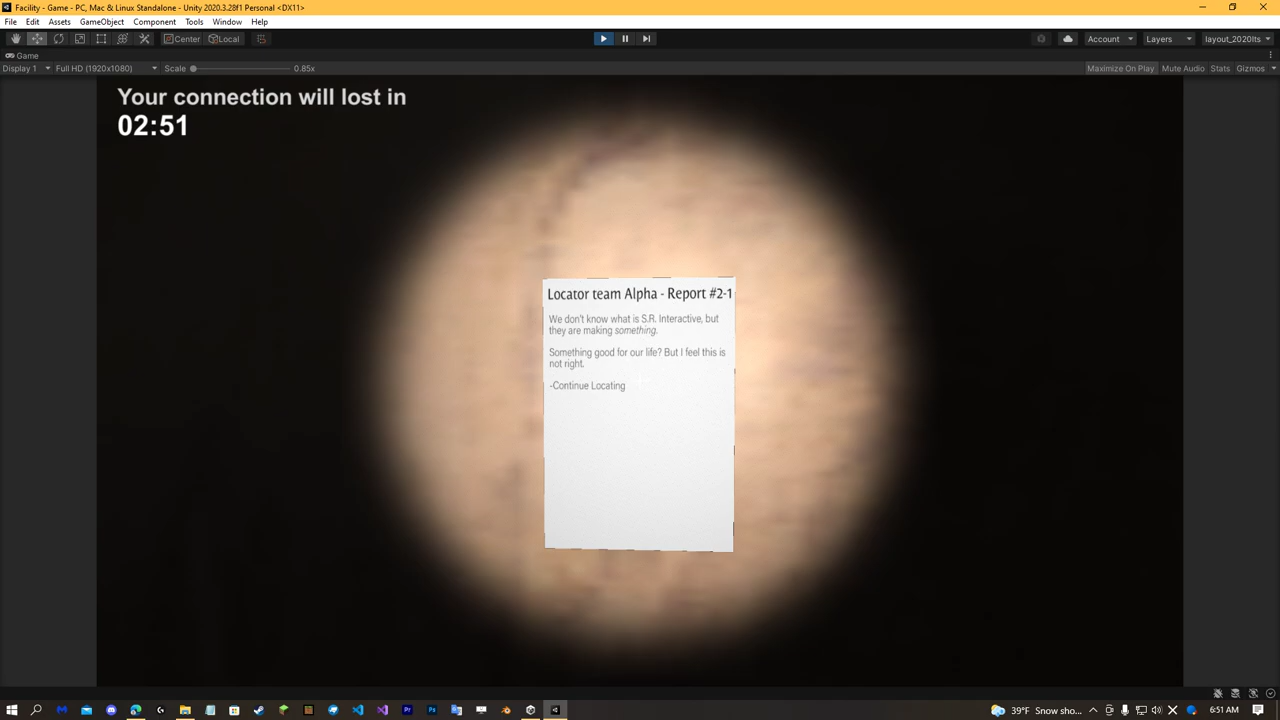 Facility - Game - PC, Mac & Linux Standalone - Unity 2020.3.28f1 Personal <DX11>
File Edit Assets GameObject Component Tools Window Help
Center Local Account Layers layout_2020lts
Game
Display 1 Full HD (1920x1080) Scale 0.85x Maximize On Play Mute Audio Stats Gizmos
Your connection will lost in
02:51
Locator team Alpha - Report #2-1
We don't know what is S.R. Interactive, but
they are making something.
Something good for our life? But I feel this is
not right.
-Continue Locating
39°F Snow sho... 6:51 AM